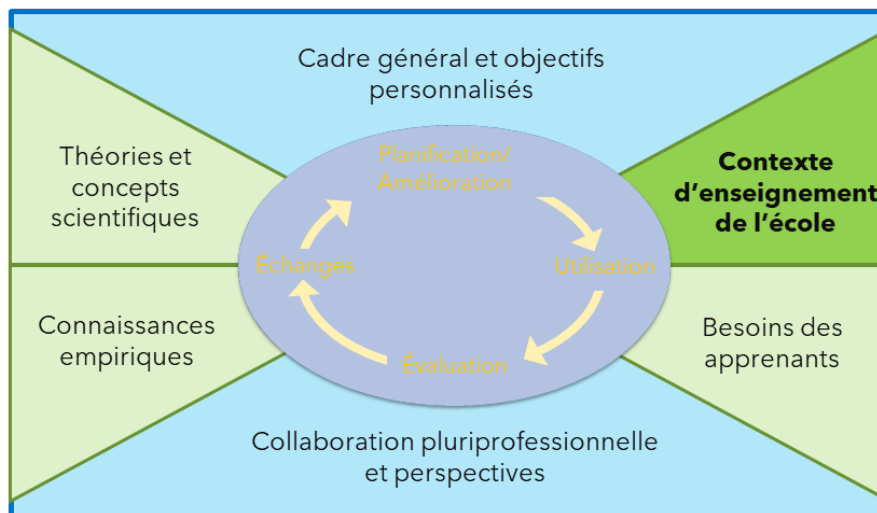 Cadre général et objectifs
personnalisés
Théories et
concepts
scientifiques
Planification/
Amélioration
Contexte
d'enseignement
de l'école
Échanges
Utilisation
Connaissances
empiriques
Évaluation
Besoins des
apprenants
Collaboration pluriprofessionnelle
et perspectives